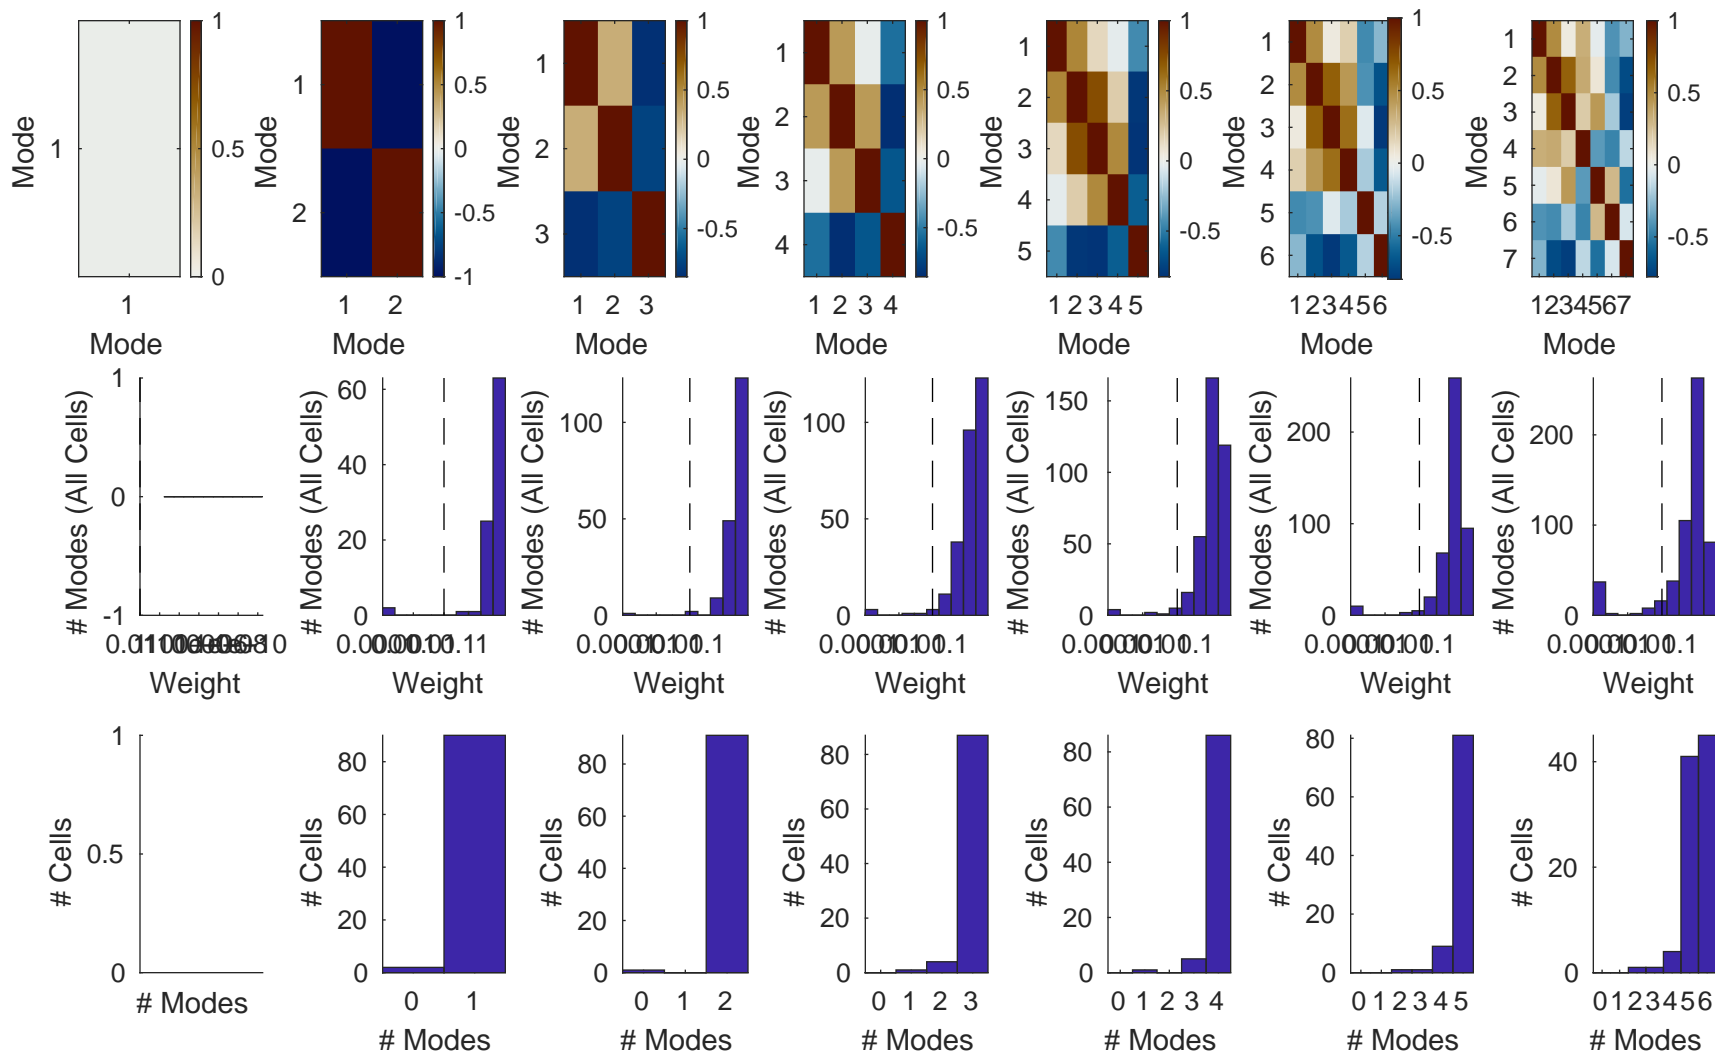 1
0.5
0
1
1
Mode
Mode
1
0.5
0
-0.5
-1
1
2
1
2
Mode
Mode
1
0.5
0
-0.5
1
2
3
1 2 3
Mode
Mode
1
0.5
0
-0.5
1
2
3
4
1 2 3 4
Mode
Mode
1
0.5
0
-0.5
1
2
3
4
5
1 2 3 4 5
Mode
Mode
1
0.5
0
-0.5
1
2
3
4
5
6
123456
Mode
Mode
1
0.5
0
-0.5
1
2
3
4
5
6
7
1234567
Mode
Mode
1
0
-1
# Modes (All Cells)
Weight
60
40
20
0
# Modes (All Cells)
Weight
100
50
0
# Modes (All Cells)
Weight
100
50
0
# Modes (All Cells)
Weight
150
100
50
0
# Modes (All Cells)
Weight
200
100
0
# Modes (All Cells)
Weight
200
100
0
# Modes (All Cells)
Weight
1
0.5
0
# Cells
# Modes
80
60
40
20
0
0 1
# Cells
# Modes
80
60
40
20
0
0 1 2
# Cells
# Modes
80
60
40
20
0
0 1 2 3
# Cells
# Modes
80
60
40
20
0
0 1 2 3 4
# Cells
# Modes
80
60
40
20
0
0 1 2 3 4 5
# Cells
# Modes
40
20
0
0123456
# Cells
# Modes